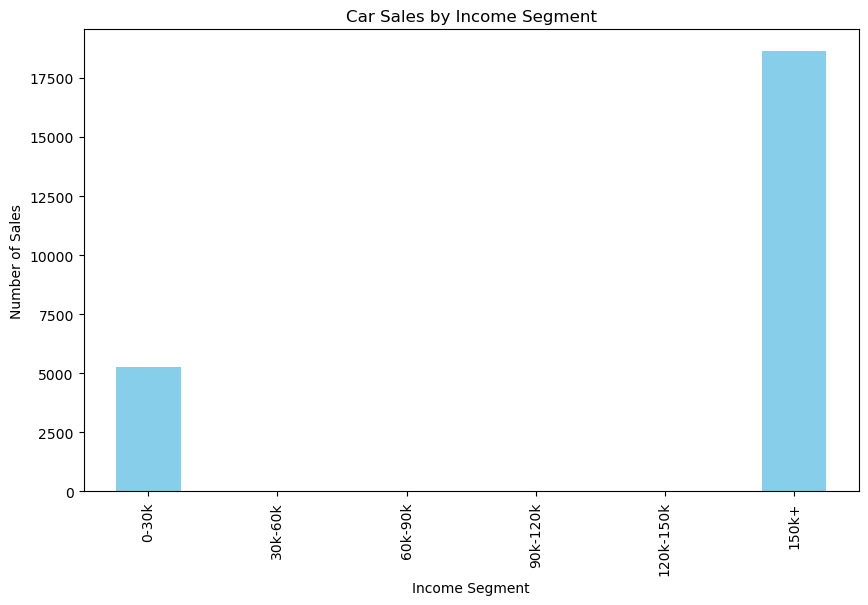 Car Sales by Income Segment
17500
15000
12500
10000
7500
5000
2500
0
Number of Sales
0-30k
30k-60k
60k-90k
90k-120k
120k-150k
150k+
Income Segment